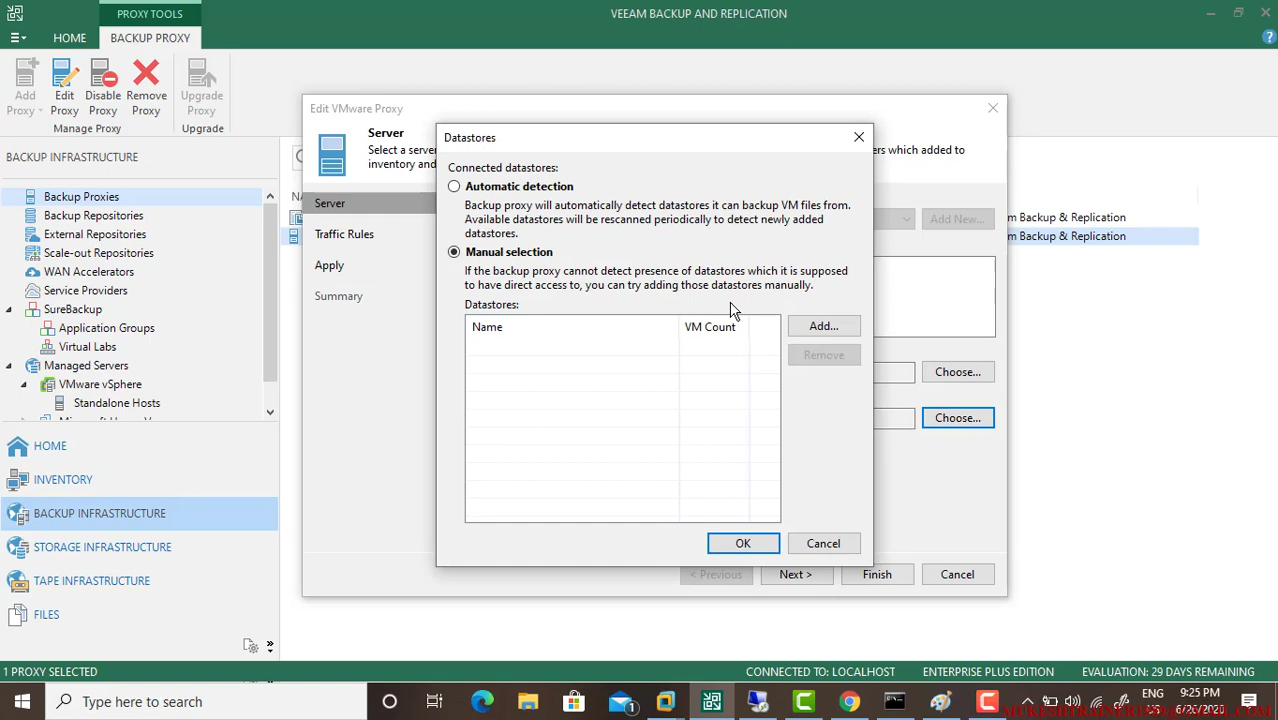 PROXY TOOLS
VEEAM BACKUP AND REPLICATION
HOME
BACKUP PROXY
Add Proxy
Edit Proxy
Disable Proxy
Remove Proxy
Upgrade Proxy
Manage Proxy
Upgrade
BACKUP INFRASTRUCTURE
Backup Proxies
Backup Repositories
External Repositories
Scale-out Repositories
WAN Accelerators
Service Providers
SureBackup
Application Groups
Virtual Labs
Managed Servers
VMware vSphere
Standalone Hosts
HOME
INVENTORY
BACKUP INFRASTRUCTURE
STORAGE INFRASTRUCTURE
TAPE INFRASTRUCTURE
FILES
Edit VMware Proxy
Server
Select a serve
rs which added to
inventory and
Server
Traffic Rules
Apply
Summary
Add New...
m Backup & Replication
m Backup & Replication
Choose...
Choose...
< Previous
Next >
Finish
Cancel
Datastores
Connected datastores:
Automatic detection
Backup proxy will automatically detect datastores it can backup VM files from.
Available datastores will be rescanned periodically to detect newly added
datastores.
Manual selection
If the backup proxy cannot detect presence of datastores which it is supposed
to have direct access to, you can try adding those datastores manually.
Datastores:
Name
VM Count
Add...
Remove
OK
Cancel
1 PROXY SELECTED
CONNECTED TO: LOCALHOST
ENTERPRISE PLUS EDITION
EVALUATION: 29 DAYS REMAINING
Type here to search
1
ENG
9:25 PM
6/26/2020